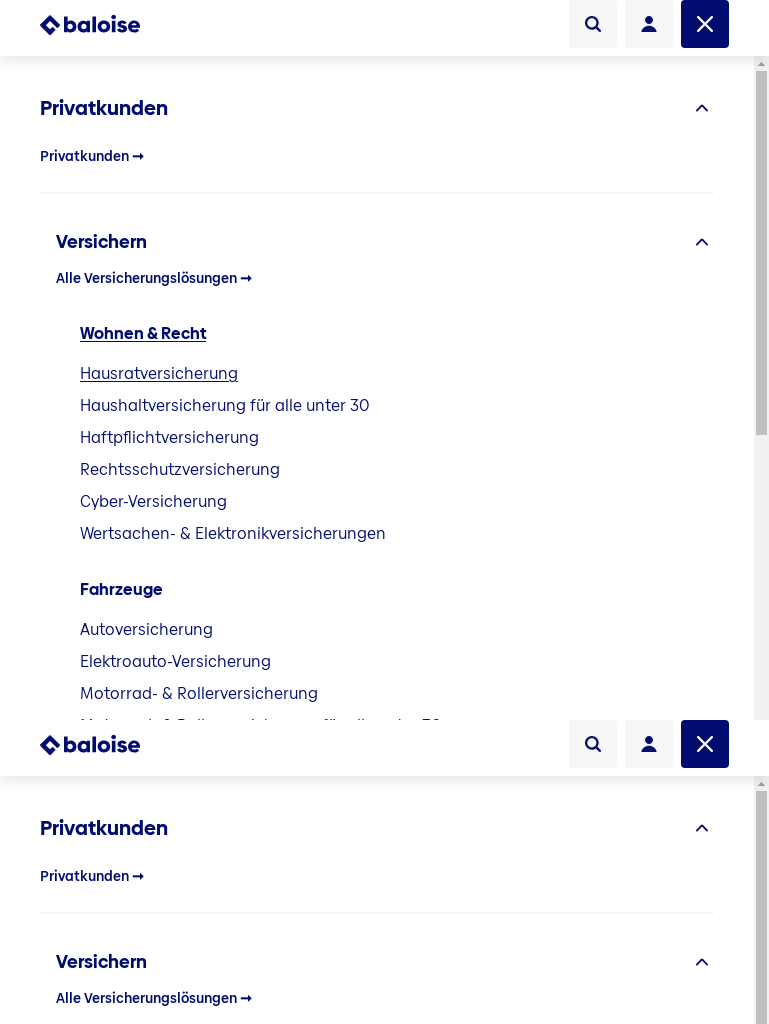 baloise
Privatkunden
Privatkunden ➞
Versichern
Alle Versicherungslösungen ➞
Wohnen & Recht
Hausratversicherung
Haushaltversicherung für alle unter 30
Haftpflichtversicherung
Rechtsschutzversicherung
Cyber-Versicherung
Wertsachen- & Elektronikversicherungen
Fahrzeuge
Autoversicherung
Elektroauto-Versicherung
Motorrad- & Rollerversicherung
baloise
Privatkunden
Privatkunden ➞
Versichern
Alle Versicherungslösungen ➞